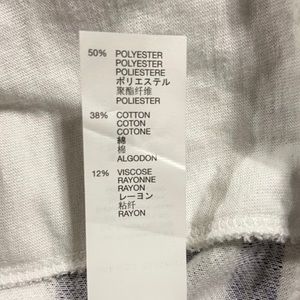 50% POLYESTER
POLYESTER
POLIESTERE
ポリエステル
聚酯纤维
POLIESTER
38% COTTON
COTON
COTONE
綿
棉
ALGODON
12% VISCOSE
RAYONNE
RAYON
レーヨン
粘纤
RAYON